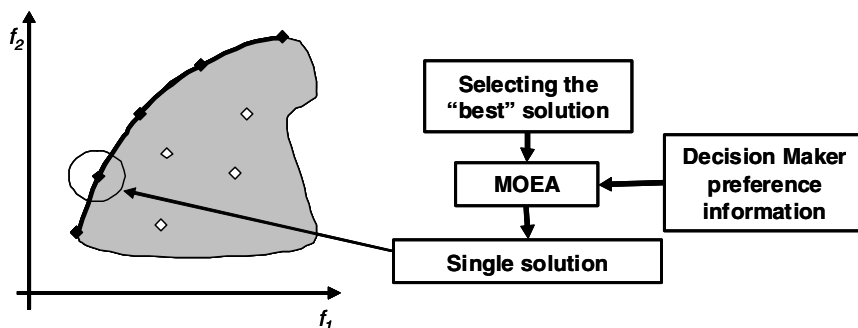 f2
f1
Selecting the
“best” solution
MOEA
Decision Maker
preference
information
Single solution